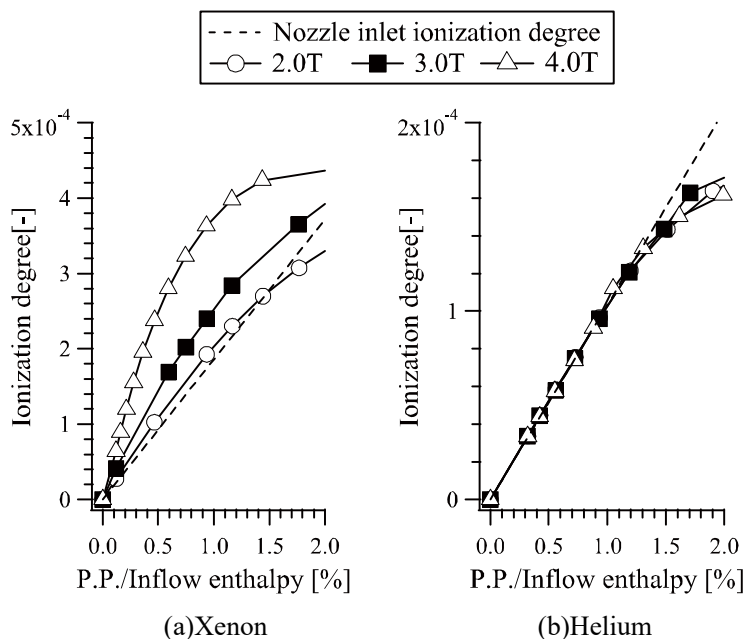 Nozzle inlet ionization degree
2.0T 3.0T 4.0T
5x10⁻⁴
4
3
2
1
0
Ionization degree[-]
0.0 0.5 1.0 1.5 2.0
P.P./Inflow enthalpy [%]
(a)Xenon
2x10⁻⁴
1
0
Ionization degree[-]
0.0 0.5 1.0 1.5 2.0
P.P./Inflow enthalpy [%]
(b)Helium